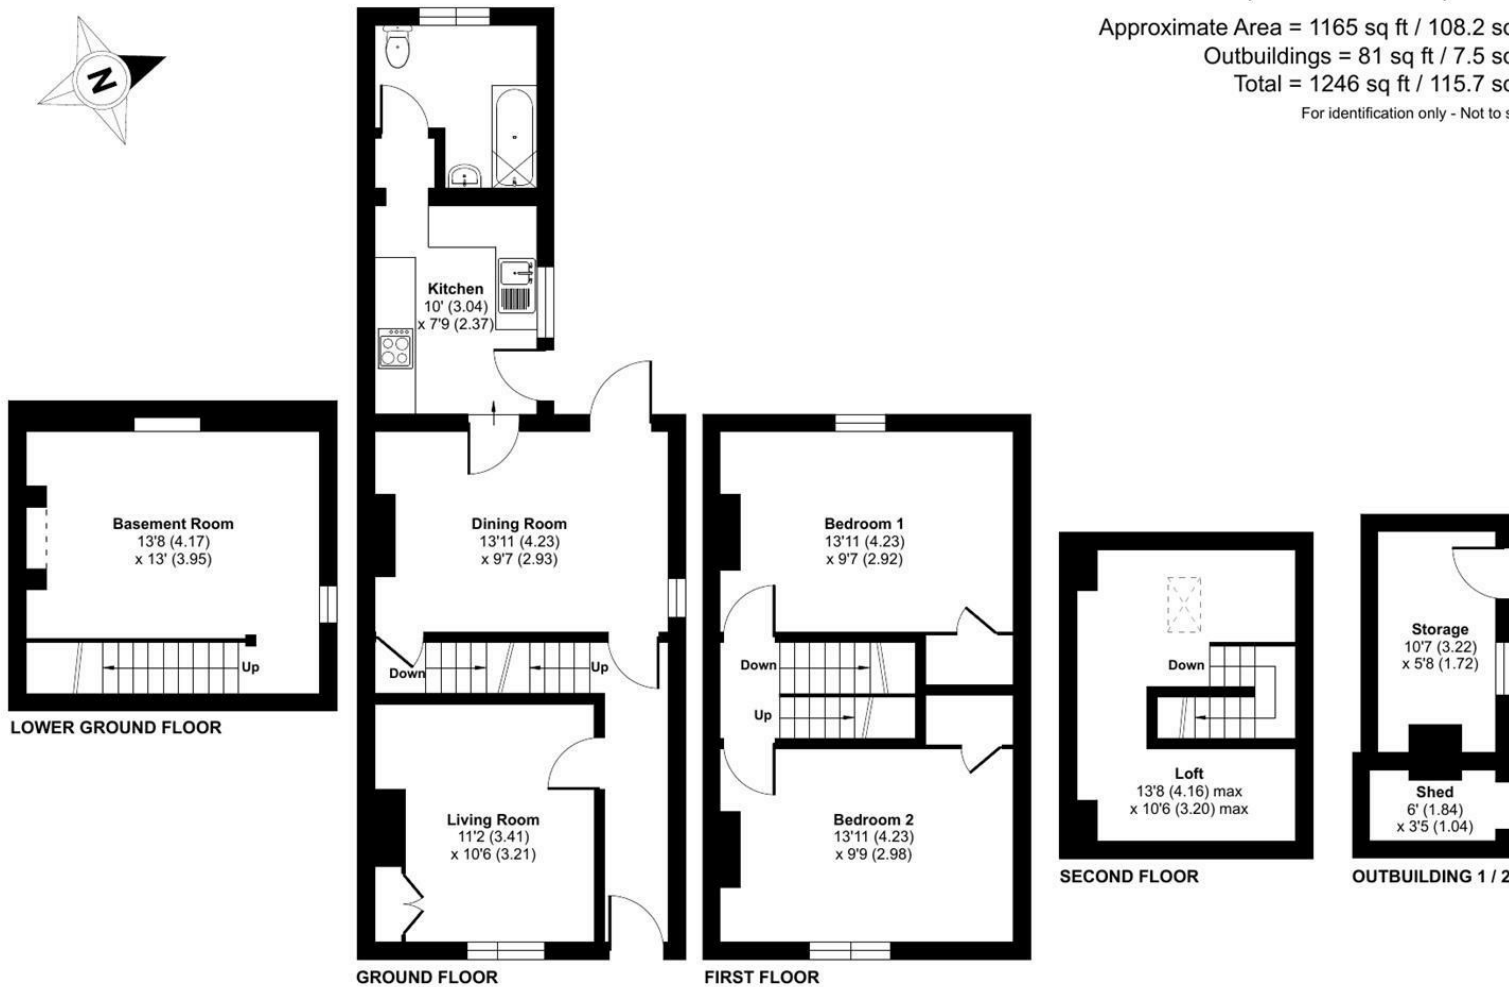 N
Approximate Area = 1165 sq ft / 108.2 sq
Outbuildings = 81 sq ft / 7.5 sq
Total = 1246 sq ft / 115.7 sq
For identification only - Not to s
Kitchen
10' (3.04)
x 7'9 (2.37)
Basement Room
13'8 (4.17)
x 13' (3.95)
Up
LOWER GROUND FLOOR
Dining Room
13'11 (4.23)
x 9'7 (2.93)
Down
Up
Living Room
11'2 (3.41)
x 10'6 (3.21)
GROUND FLOOR
Bedroom 1
13'11 (4.23)
x 9'7 (2.92)
Down
Up
Bedroom 2
13'11 (4.23)
x 9'9 (2.98)
FIRST FLOOR
Down
Loft
13'8 (4.16) max
x 10'6 (3.20) max
SECOND FLOOR
Storage
10'7 (3.22)
x 5'8 (1.72)
Shed
6' (1.84)
x 3'5 (1.04)
OUTBUILDING 1 / 2